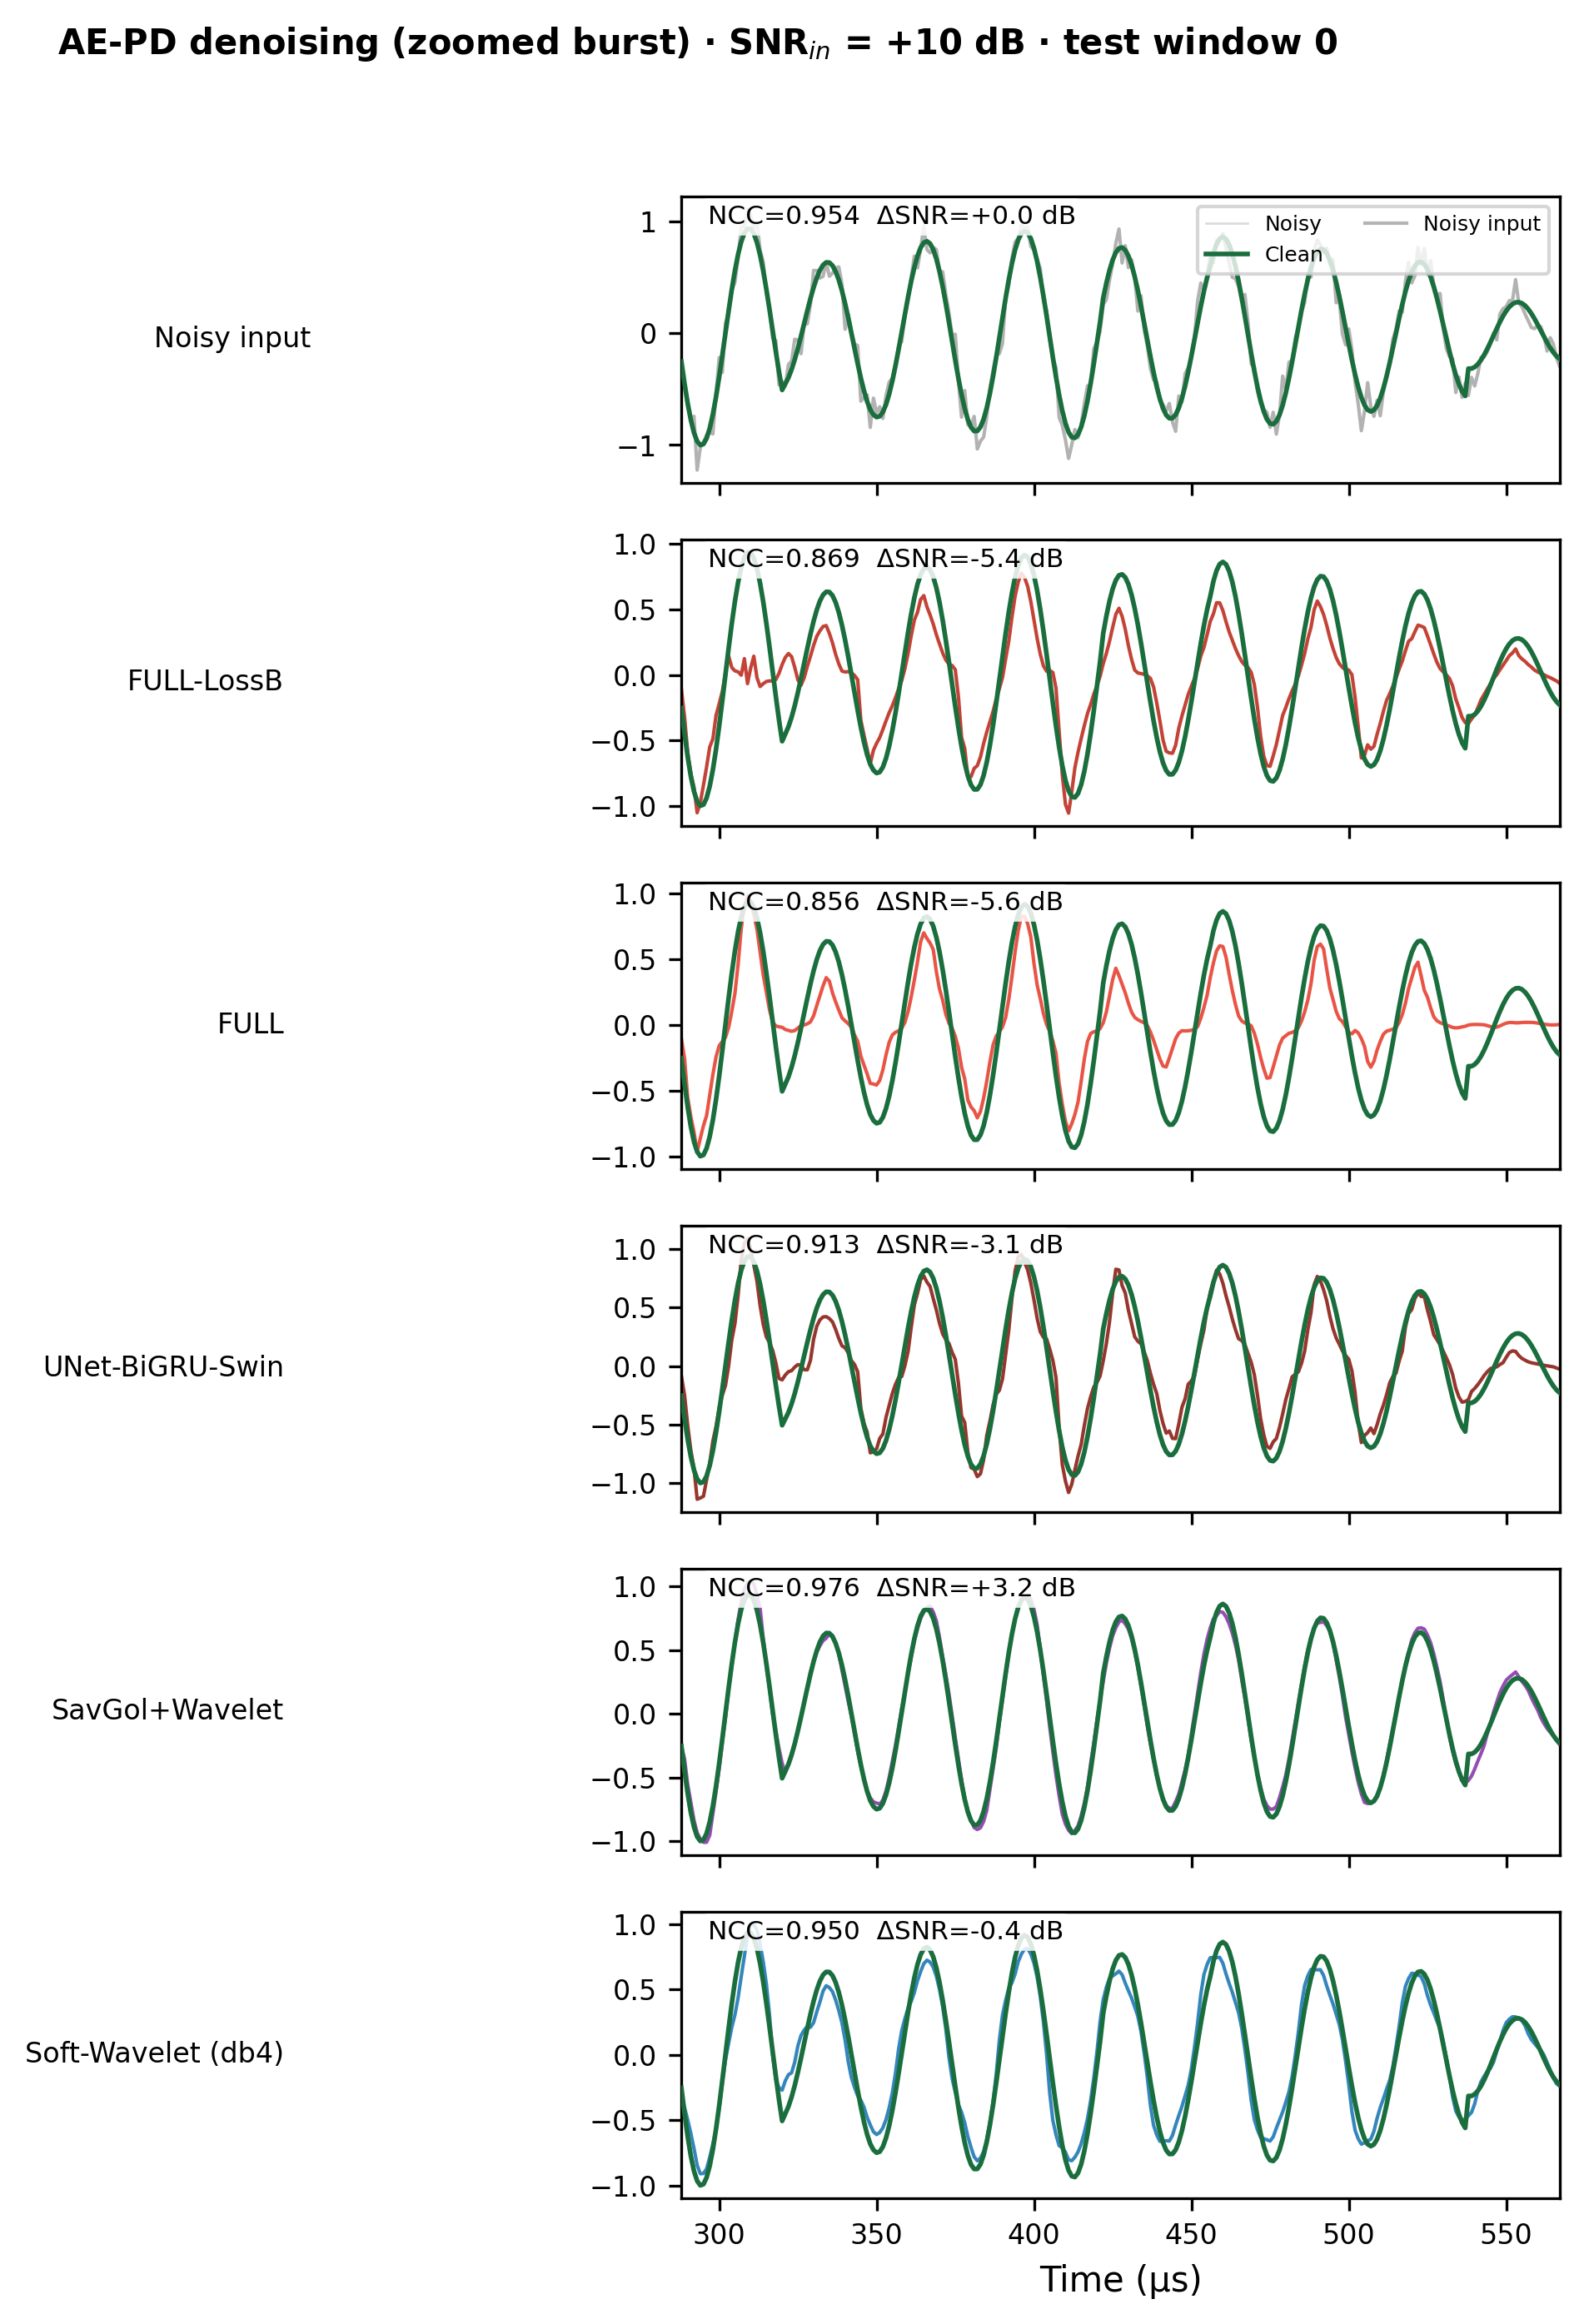 AE-PD denoising (zoomed burst) · SNR_in = +10 dB · test window 0
NCC=0.954 ΔSNR=+0.0 dB
Noisy
Noisy input
Clean
1
0
−1
Noisy input
NCC=0.869 ΔSNR=-5.4 dB
1.0
0.5
0.0
−0.5
−1.0
FULL-LossB
NCC=0.856 ΔSNR=-5.6 dB
1.0
0.5
0.0
−0.5
−1.0
FULL
NCC=0.913 ΔSNR=-3.1 dB
1.0
0.5
0.0
−0.5
−1.0
UNet-BiGRU-Swin
NCC=0.976 ΔSNR=+3.2 dB
1.0
0.5
0.0
−0.5
−1.0
SavGol+Wavelet
NCC=0.950 ΔSNR=-0.4 dB
1.0
0.5
0.0
−0.5
−1.0
Soft-Wavelet (db4)
300 350 400 450 500 550
Time (µs)